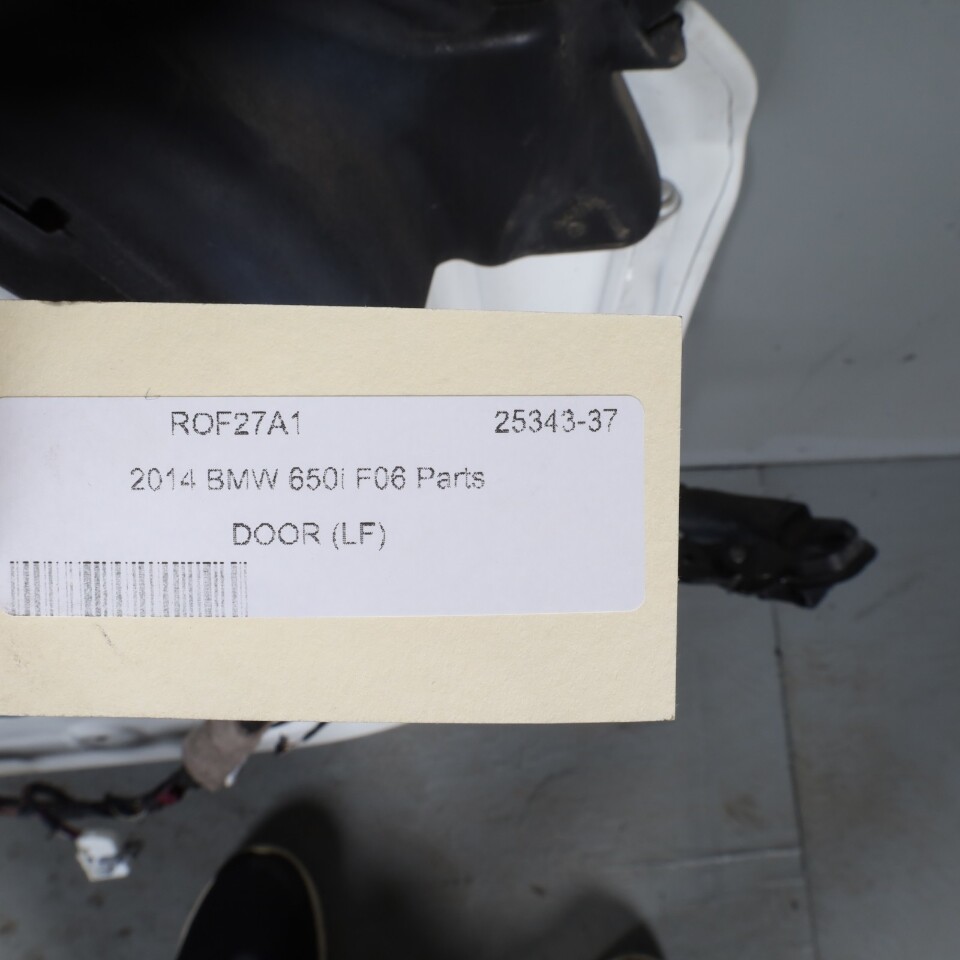 ROF27A1 25343-37
2014 BMW 650i F06 Parts
DOOR (LF)